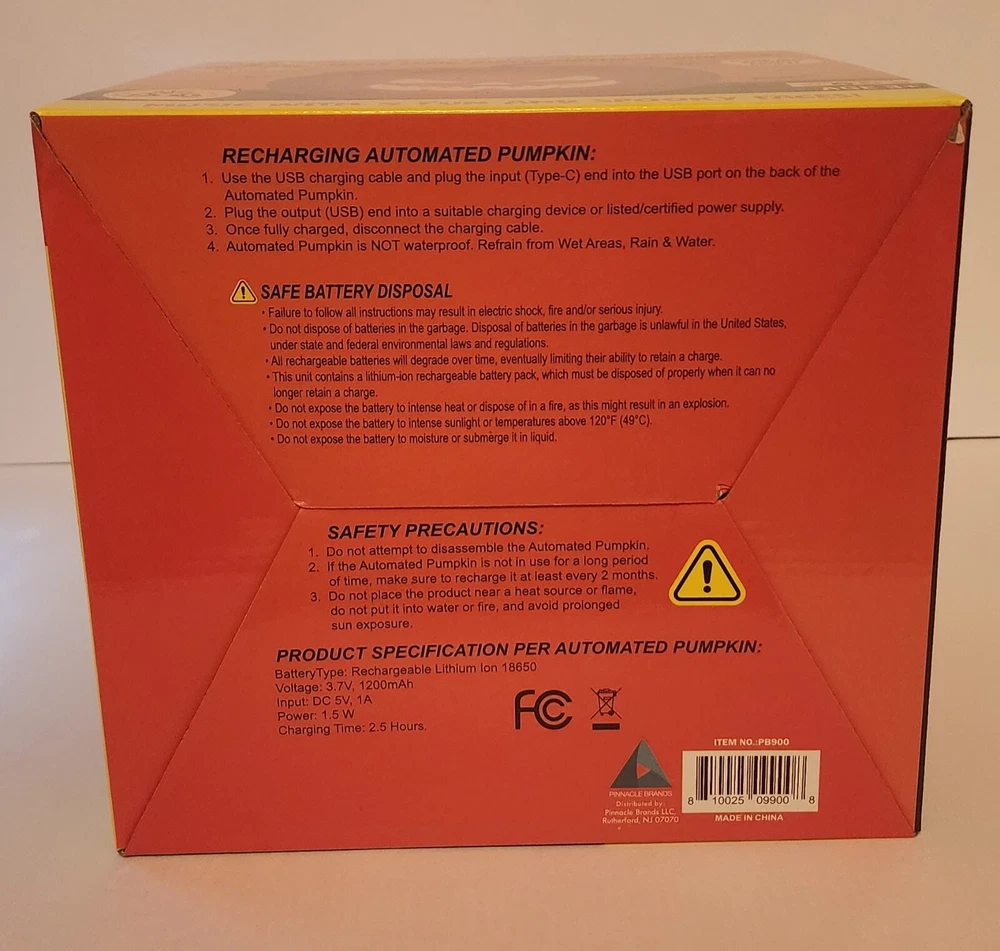 RECHARGING AUTOMATED PUMPKIN:
1. Use the USB charging cable and plug the input (Type-C) end into the USB port on the back of the
Automated Pumpkin.
2. Plug the output (USB) end into a suitable charging device or listed/certified power supply.
3. Once fully charged, disconnect the charging cable.
4. Automated Pumpkin is NOT waterproof. Refrain from Wet Areas, Rain & Water.
SAFE BATTERY DISPOSAL
• Failure to follow all instructions may result in electric shock, fire and/or serious injury.
• Do not dispose of batteries in the garbage. Disposal of batteries in the garbage is unlawful in the United States,
under state and federal environmental laws and regulations.
• All rechargeable batteries will degrade over time, eventually limiting their ability to retain a charge.
• This unit contains a lithium-ion rechargeable battery pack, which must be disposed of properly when it can no
longer retain a charge.
• Do not expose the battery to intense heat or dispose of in a fire, as this might result in an explosion.
• Do not expose the battery to intense sunlight or temperatures above 120°F (49°C).
• Do not expose the battery to moisture or submerge it in liquid.
SAFETY PRECAUTIONS:
1. Do not attempt to disassemble the Automated Pumpkin.
2. If the Automated Pumpkin is not in use for a long period
of time, make sure to recharge it at least every 2 months.
3. Do not place the product near a heat source or flame,
do not put it into water or fire, and avoid prolonged
sun exposure.
PRODUCT SPECIFICATION PER AUTOMATED PUMPKIN:
BatteryType: Rechargeable Lithium Ion 18650
Voltage: 3.7V, 1200mAh
Input: DC 5V, 1A
Power: 1.5 W
Charging Time: 2.5 Hours.
FC
PINNACLE BRANDS
Distributed by:
Pinnacle Brands LLC.
Rutherford, NJ 07070
ITEM NO.:PB900
8 10025 09900 8
MADE IN CHINA